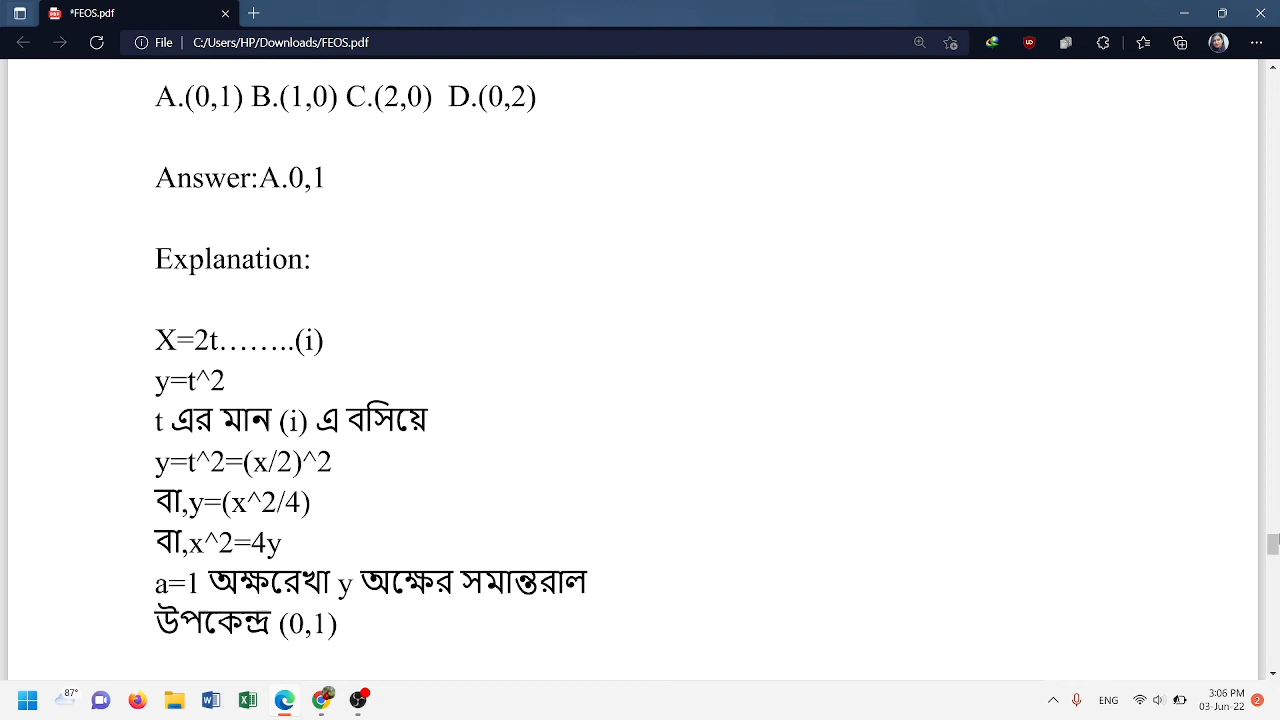 *FEOS.pdf
File | C:/Users/HP/Downloads/FEOS.pdf
A.(0,1) B.(1,0) C.(2,0) D.(0,2)
Answer:A.0,1
Explanation:
X=2t……..(i)
y=t^2
t এর মান (i) এ বসিয়ে
y=t^2=(x/2)^2
বা,y=(x^2/4)
বা,x^2=4y
a=1 অক্ষরেখা y অক্ষের সমান্তরাল
উপকেন্দ্র (0,1)
87°
ENG
3:06 PM
03-Jun-22
2